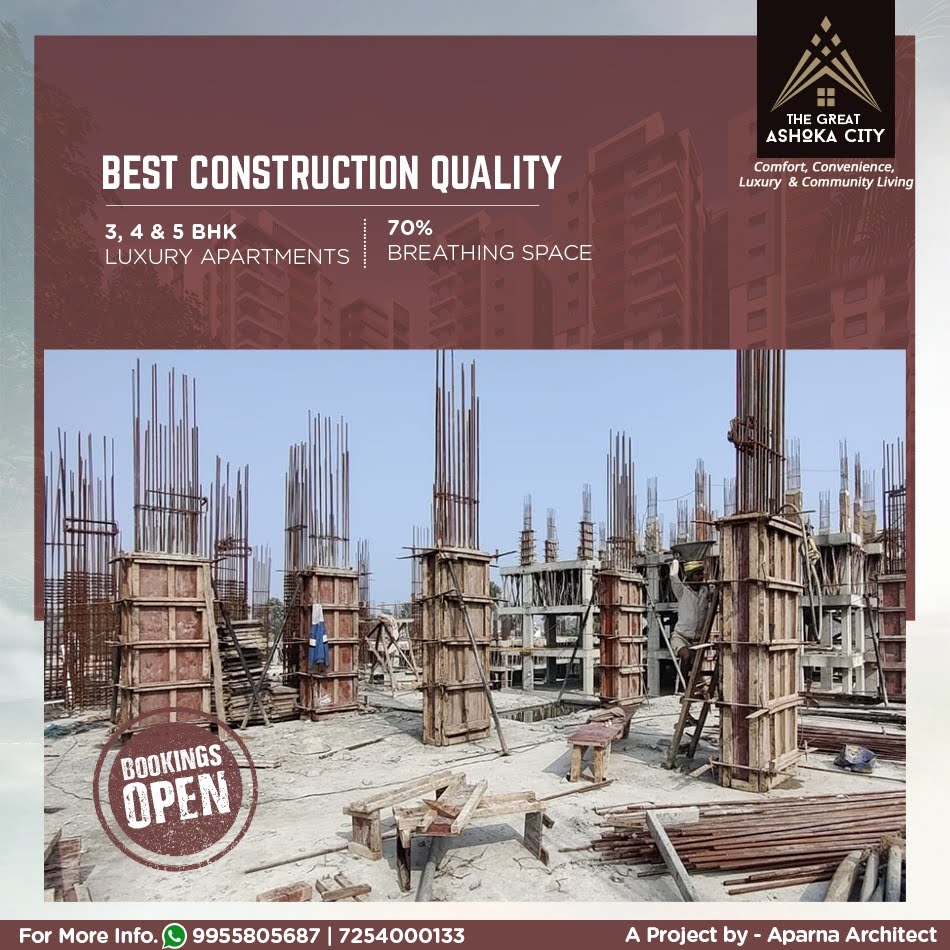 THE GREAT
ASHOKA CITY
Comfort, Convenience,
Luxury & Community Living
BEST CONSTRUCTION QUALITY
3, 4 & 5 BHK
LUXURY APARTMENTS
70%
BREATHING SPACE
BOOKINGS
OPEN
For More Info. 9955805687 | 7254000133
A Project by - Aparna Architect